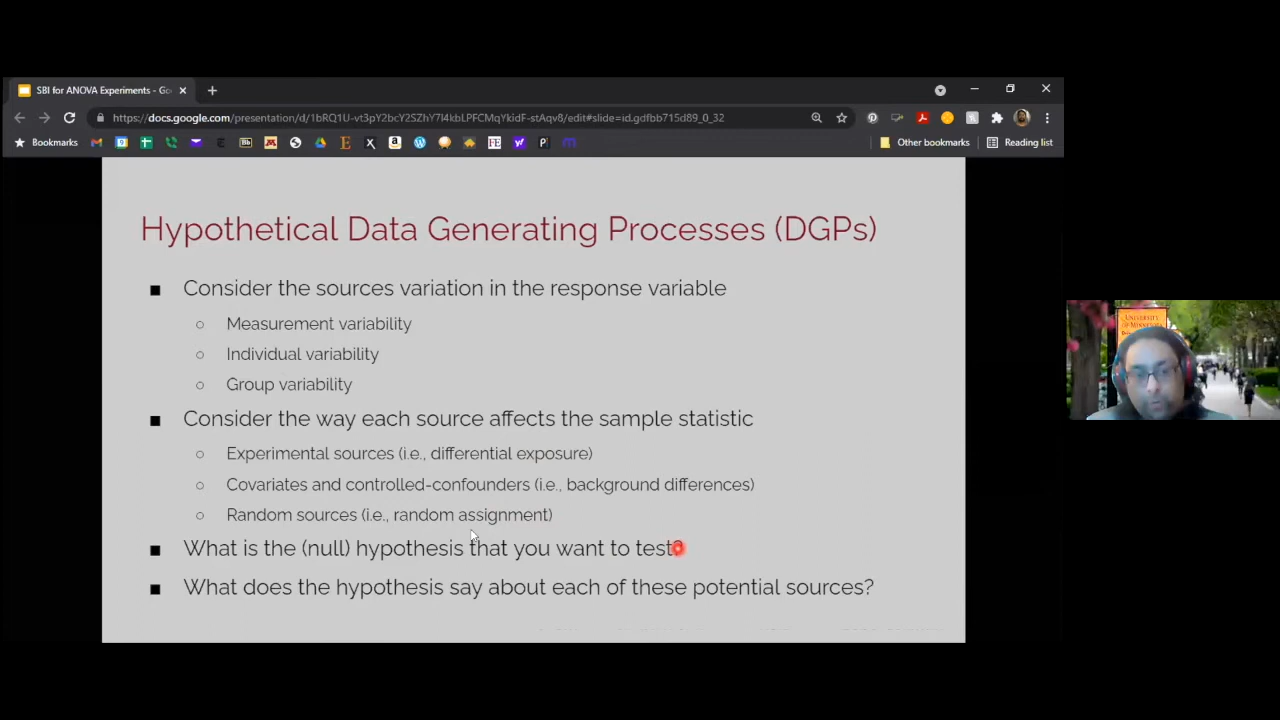 SBI for ANOVA Experiments - Go
https://docs.google.com/presentation/d/1bRQ1U-vt3pY2bcY2SZhY7l4kbLPFCMqYkidF-stAqv8/edit#slide=id.gdfbb715d89_0_32
Bookmarks
Other bookmarks
Reading list
Hypothetical Data Generating Processes (DGPs)
Consider the sources variation in the response variable
Measurement variability
Individual variability
Group variability
Consider the way each source affects the sample statistic
Experimental sources (i.e., differential exposure)
Covariates and controlled-confounders (i.e., background differences)
Random sources (i.e., random assignment)
What is the (null) hypothesis that you want to test?
What does the hypothesis say about each of these potential sources?
UNIVERSITY
OF MINNESOTA